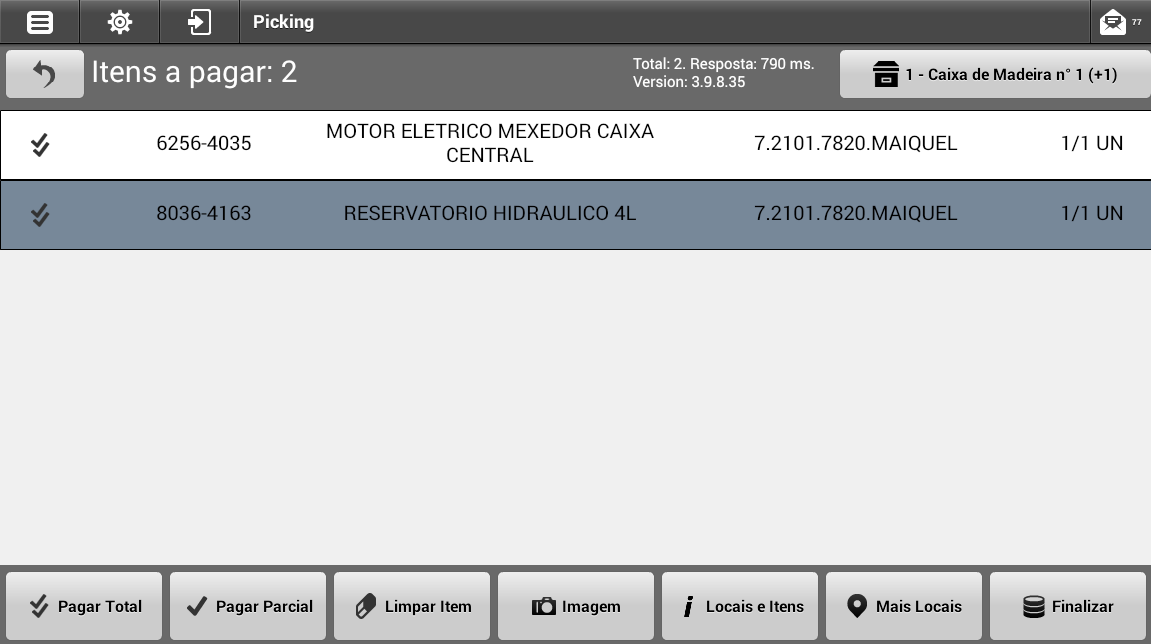 Picking
77
Itens a pagar: 2
Total: 2. Resposta: 790 ms.
Version: 3.9.8.35
1 - Caixa de Madeira n° 1 (+1)
6256-4035
MOTOR ELETRICO MEXEDOR CAIXA
CENTRAL
7.2101.7820.MAIQUEL
1/1 UN
8036-4163
RESERVATORIO HIDRAULICO 4L
7.2101.7820.MAIQUEL
1/1 UN
Pagar Total
Pagar Parcial
Limpar Item
Imagem
Locais e Itens
Mais Locais
Finalizar